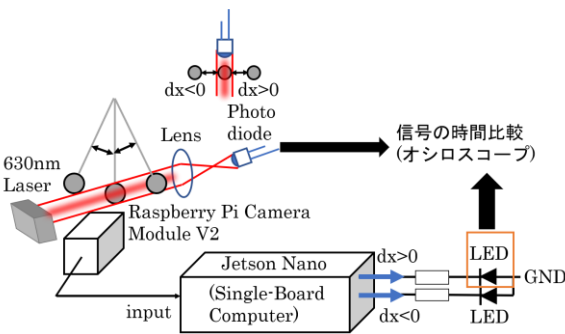 dx<0
dx>0
Photo
diode
Lens
630nm
Laser
信号の時間比較
(オシロスコープ)
Raspberry Pi Camera
Module V2
Jetson Nano
(Single-Board
Computer)
input
dx>0
dx<0
LED
GND
LED